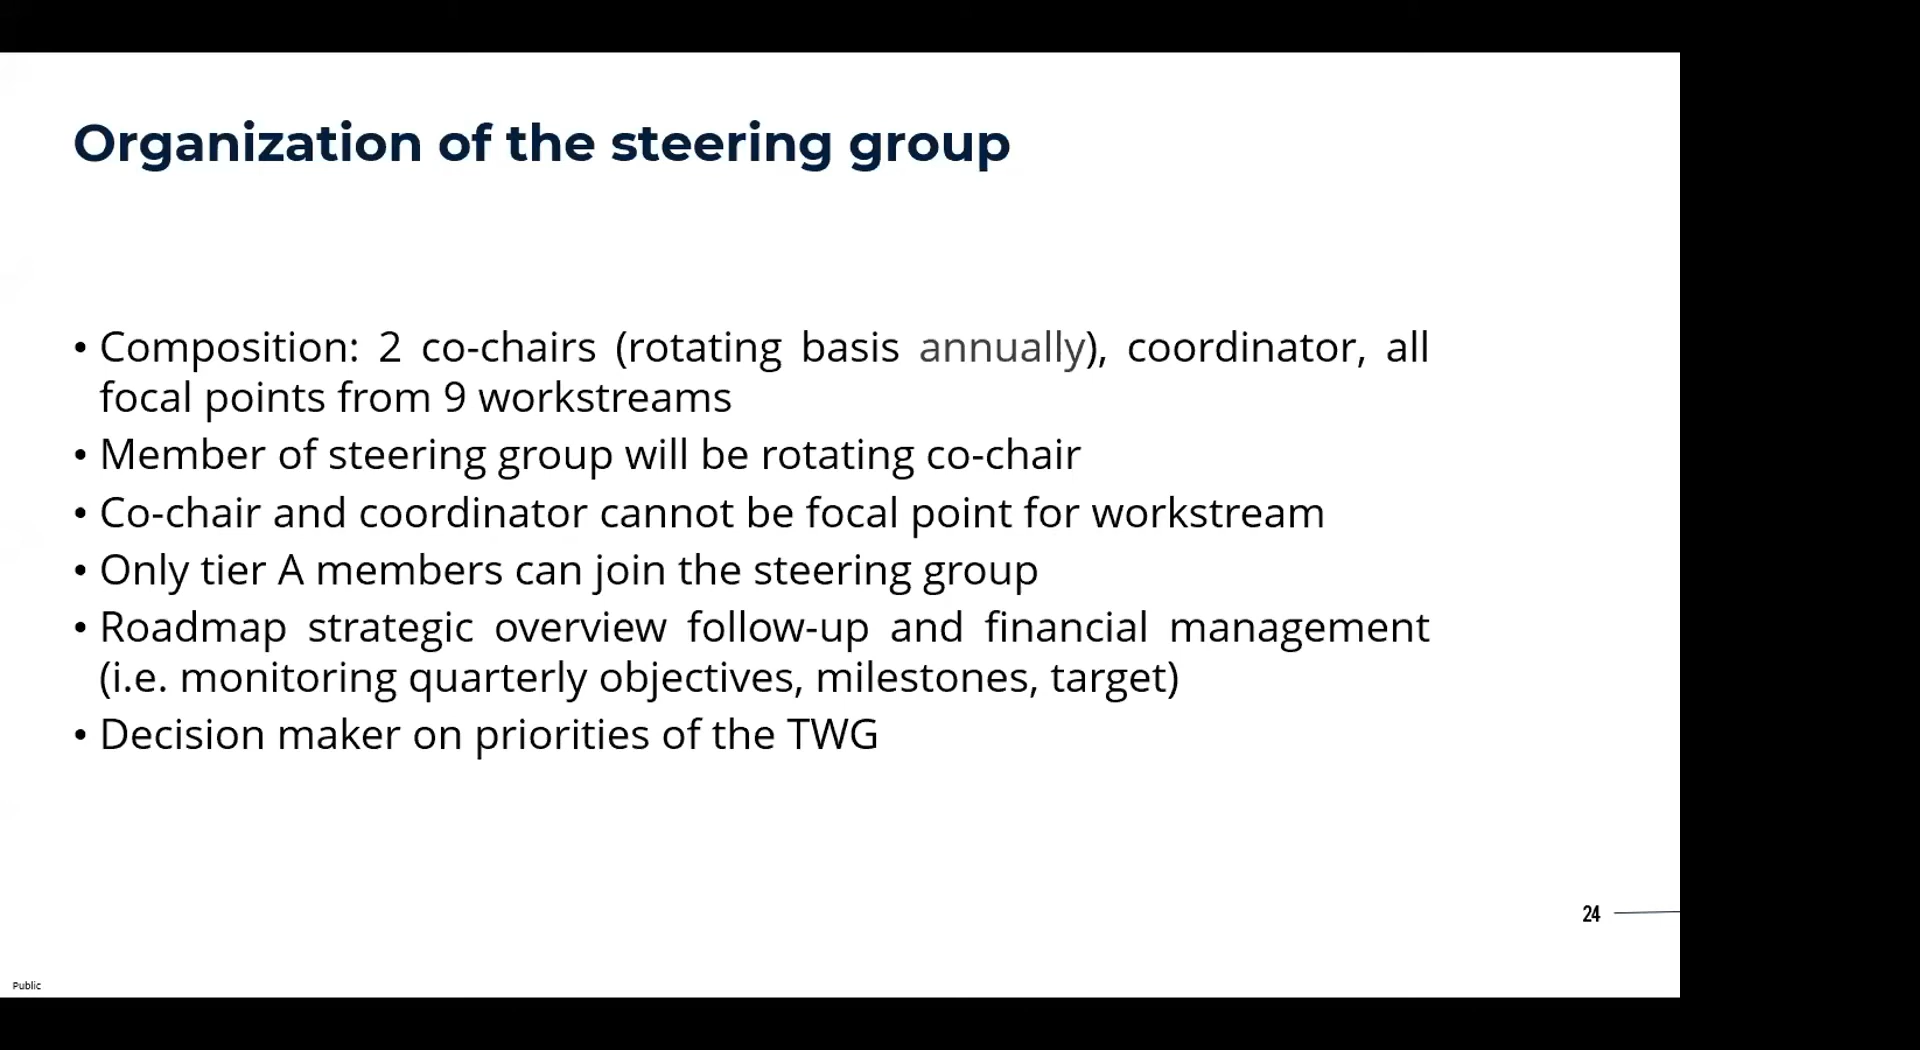 Organization of the steering group
• Composition: 2 co-chairs (rotating basis annually), coordinator, all
focal points from 9 workstreams
• Member of steering group will be rotating co-chair
• Co-chair and coordinator cannot be focal point for workstream
• Only tier A members can join the steering group
• Roadmap strategic overview follow-up and financial management
(i.e. monitoring quarterly objectives, milestones, target)
• Decision maker on priorities of the TWG
24
Public